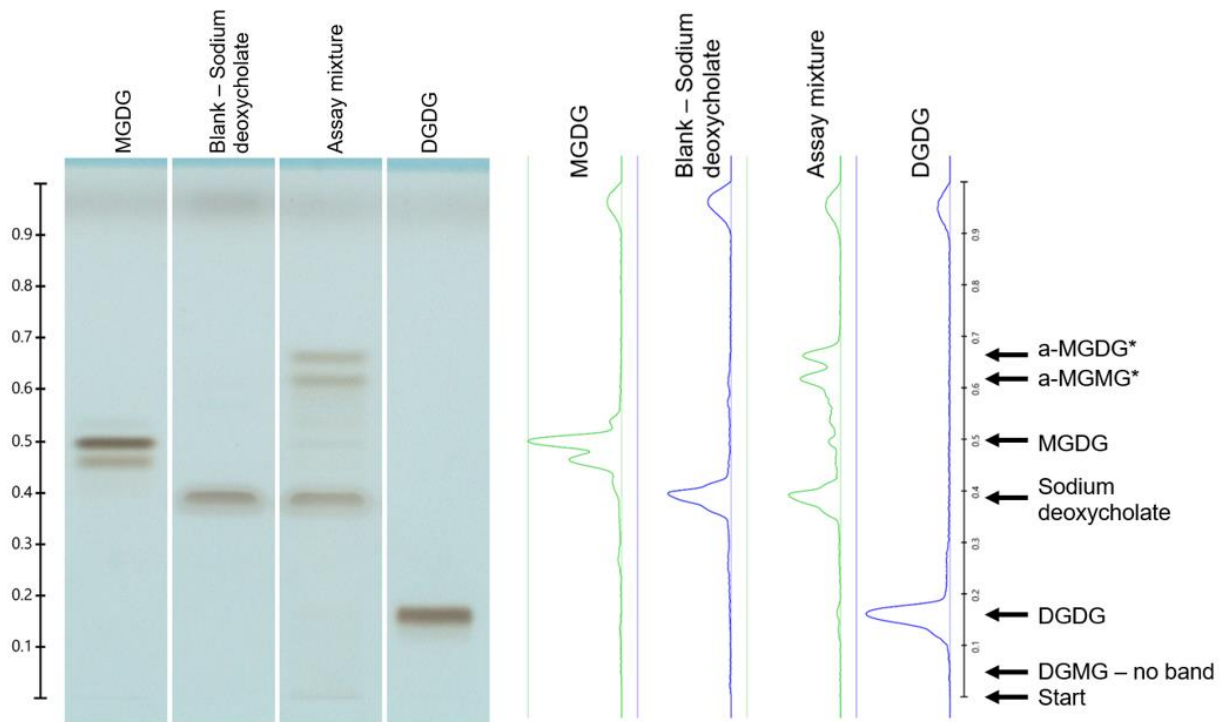 MGDG
Blank – Sodium
deoxycholate
Assay mixture
DGDG
0.9
0.8
0.7
0.6
0.5
0.4
0.3
0.2
0.1
MGDG
Blank – Sodium
deoxycholate
Assay mixture
DGDG
0.9
0.8
0.7
0.6
0.5
0.4
0.3
0.2
0.1
a-MGDG*
a-MGMG*
MGDG
Sodium
deoxycholate
DGDG
DGMG – no band
Start